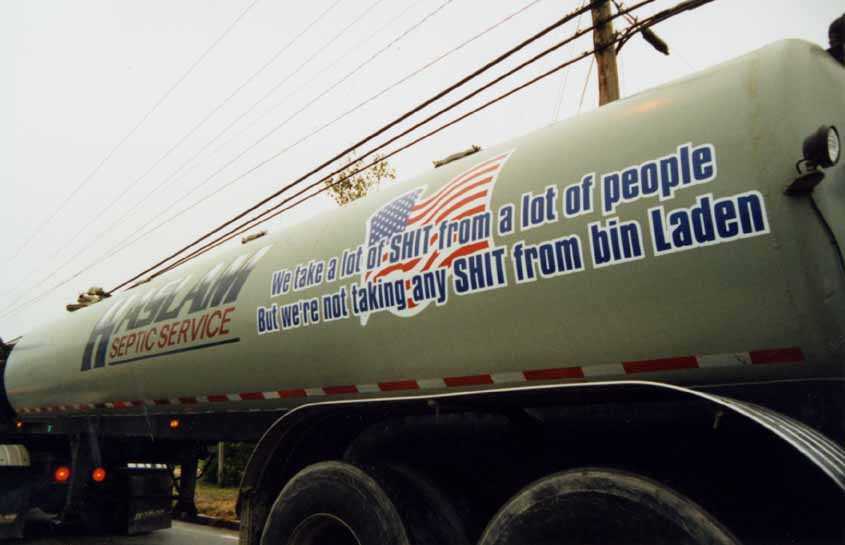 HASLAM
SEPTIC SERVICE
We take a lot of SHIT from a lot of people
But we're not taking any SHIT from bin Laden